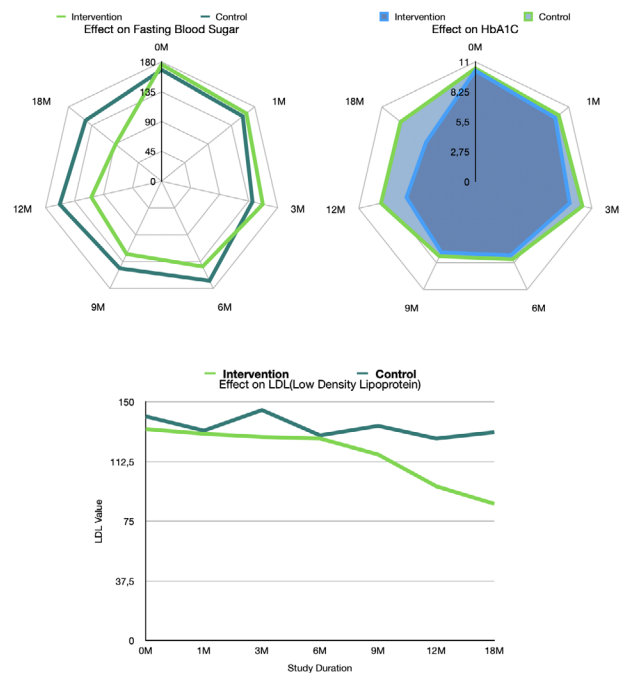 Intervention Control
Effect on Fasting Blood Sugar
0M
180
135
90
45
0
1M
3M
6M
9M
12M
18M
Intervention Control
Effect on HbA1C
0M
11
8,25
5,5
2,75
0
1M
3M
6M
9M
12M
18M
Intervention Control
Effect on LDL(Low Density Lipoprotein)
LDL Value
150
112,5
75
37,5
0
0M 1M 3M 6M 9M 12M 18M
Study Duration